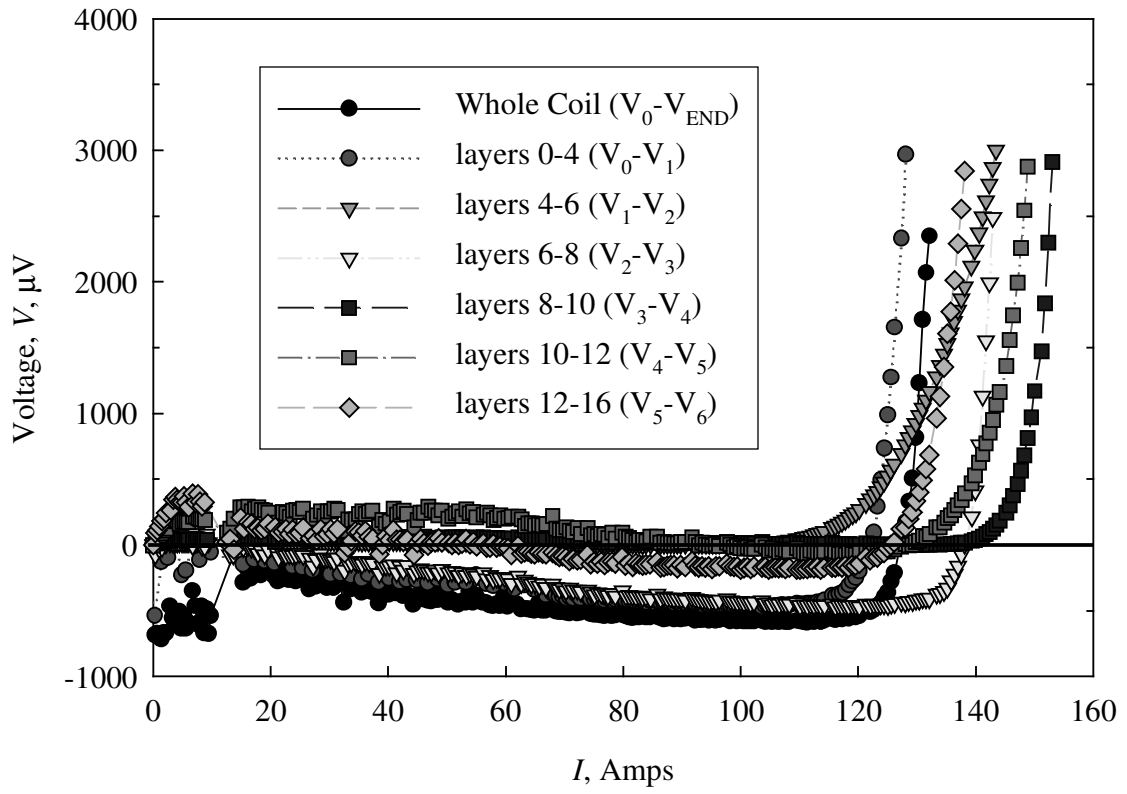 4000
3000
2000
1000
0
-1000
Voltage, V, μV
Whole Coil (V0-VEND)
layers 0-4 (V0-V1)
layers 4-6 (V1-V2)
layers 6-8 (V2-V3)
layers 8-10 (V3-V4)
layers 10-12 (V4-V5)
layers 12-16 (V5-V6)
0 20 40 60 80 100 120 140 160
I, Amps